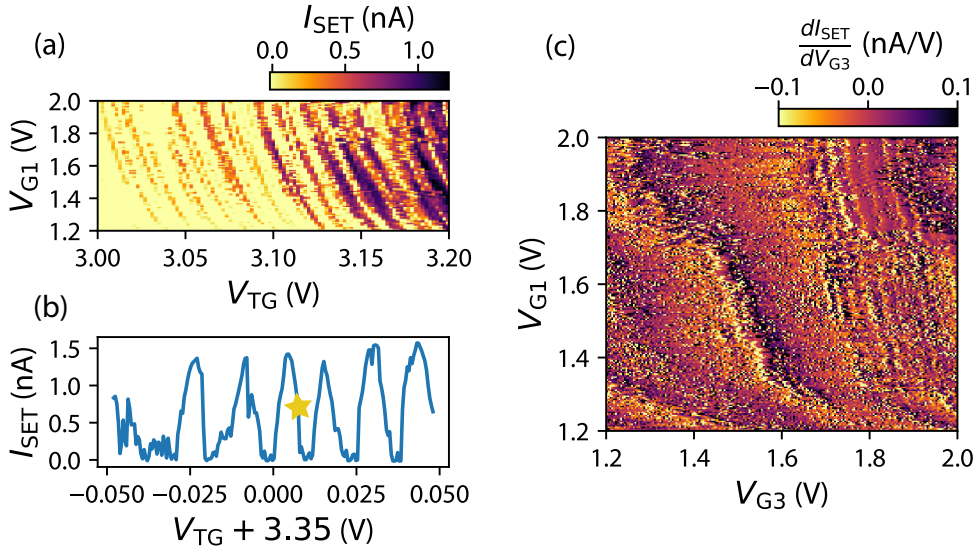 (a)
I_SET (nA)
0.0 0.5 1.0
2.0
1.8
1.6
1.4
1.2
V_G1 (V)
3.00 3.05 3.10 3.15 3.20
V_TG (V)
(b)
1.5
1.0
0.5
0.0
I_SET (nA)
−0.050 −0.025 0.000 0.025 0.050
V_TG + 3.35 (V)
(c)
dI_SET
dV_G3
(nA/V)
−0.1 0.0 0.1
2.0
1.8
1.6
1.4
1.2
V_G1 (V)
1.2 1.4 1.6 1.8 2.0
V_G3 (V)